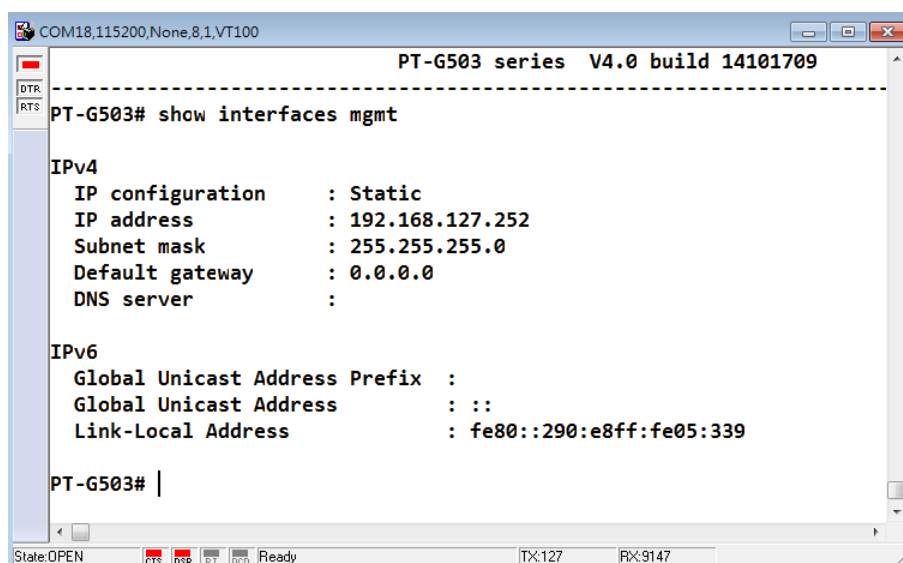 COM18,115200,None,8,1,VT100
PT-G503 series V4.0 build 14101709
DTR
RTS
PT-G503# show interfaces mgmt
IPv4
IP configuration : Static
IP address : 192.168.127.252
Subnet mask : 255.255.255.0
Default gateway : 0.0.0.0
DNS server :
IPv6
Global Unicast Address Prefix :
Global Unicast Address : ::
Link-Local Address : fe80::290:e8ff:fe05:339
PT-G503#
State:OPEN CTS DSR RI DCD Ready TX:127 RX:9147